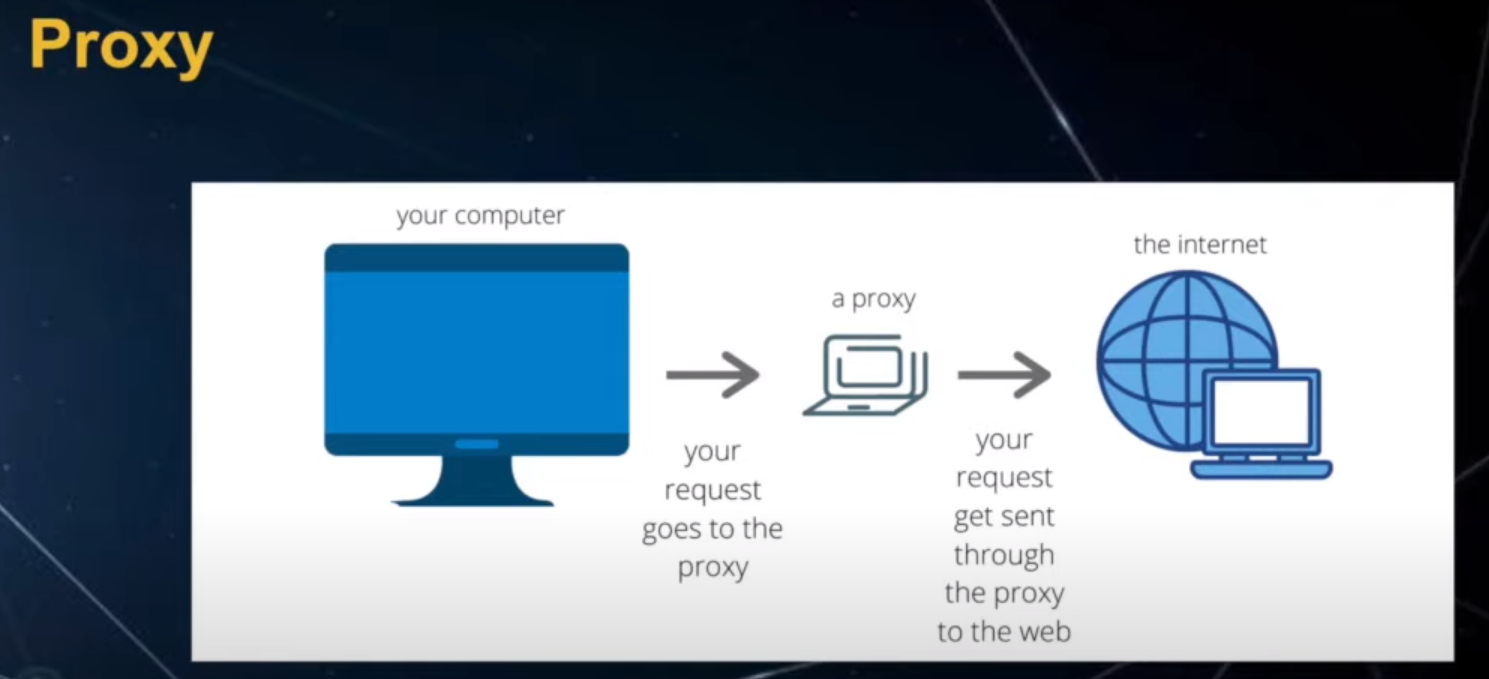 Proxy
your computer
the internet
a proxy
your
request
goes to the
proxy
your
request
get sent
through
the proxy
to the web